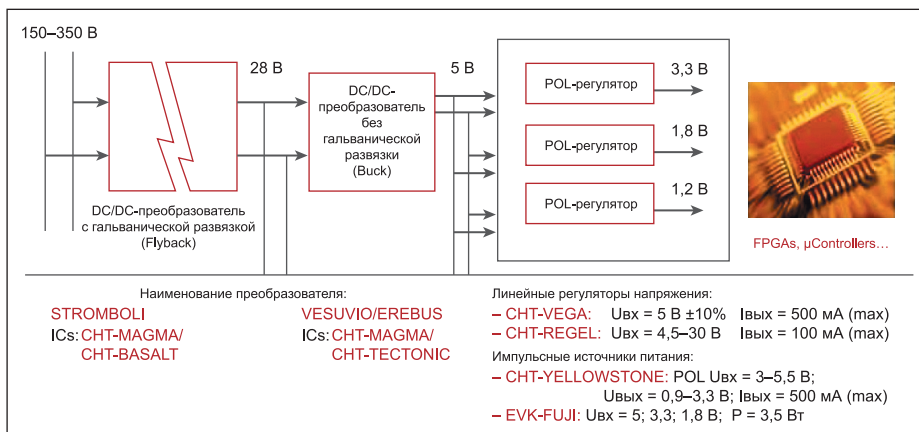 150–350 В
28 В
5 В
DC/DC-
преобразователь
без
гальванической
развязки
(Buck)
POL-регулятор
3,3 В
POL-регулятор
1,8 В
POL-регулятор
1,2 В
DC/DC-преобразователь
с гальванической развязкой
(Flyback)
FPGAs, µControllers...
Наименование преобразователя:
STROMBOLI
ICs: CHT-MAGMA/
CHT-BASALT
VESUVIO/EREBUS
ICs: CHT-MAGMA/
CHT-TECTONIC
Линейные регуляторы напряжения:
– CHT-VEGA: Uвх = 5 В ±10% Iвых = 500 мА (max)
– CHT-REGEL: Uвх = 4,5–30 В Iвых = 100 мА (max)
Импульсные источники питания:
– CHT-YELLOWSTONE: POL Uвх = 3–5,5 В;
Uвых = 0,9–3,3 В; Iвых = 500 мА (max)
– EVK-FUJI: Uвх = 5; 3,3; 1,8 В; P = 3,5 Вт